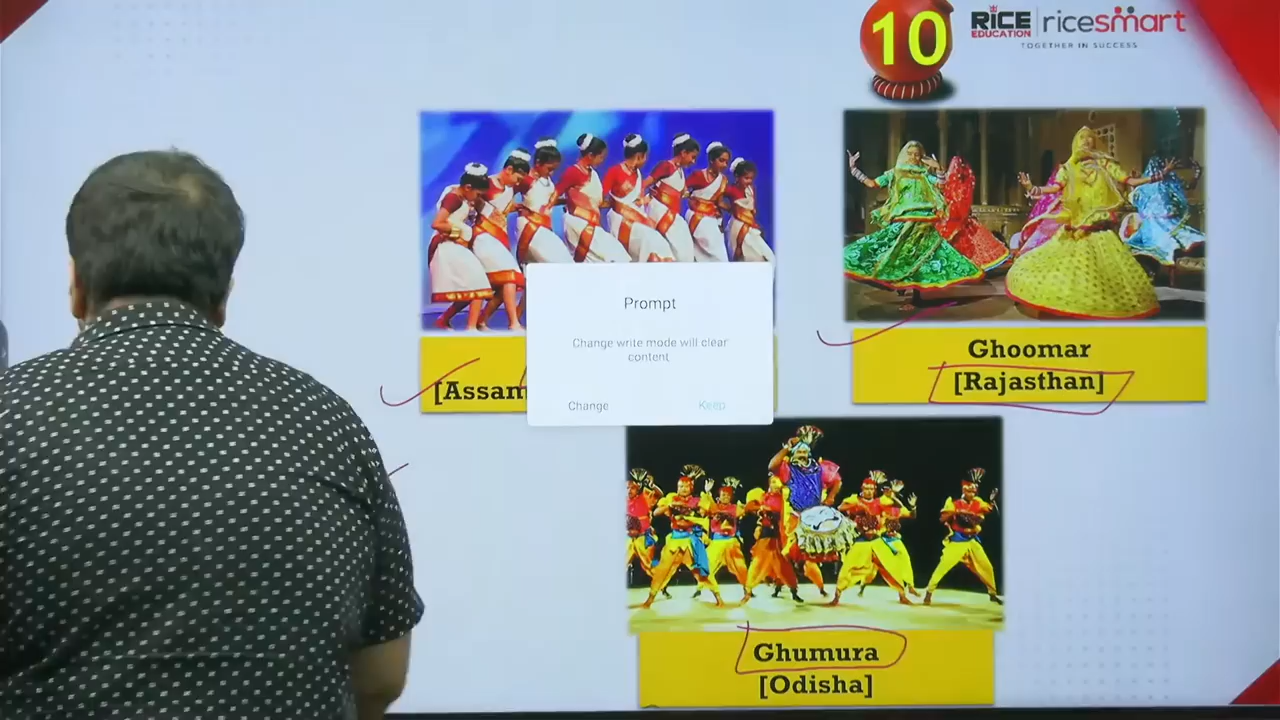 10
RICE
EDUCATION
ricesmart
TOGETHER IN SUCCESS
Prompt
Change write mode will clear
content
Change
Keep
[Assam
Ghoomar
[Rajasthan]
Ghumura
[Odisha]